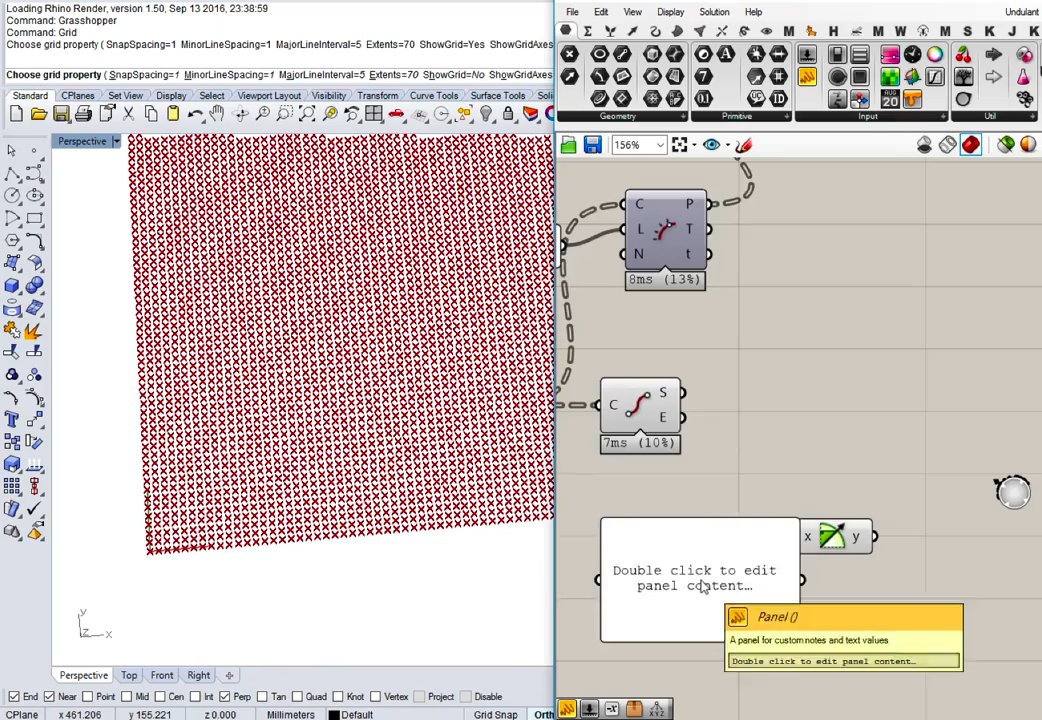 Loading Rhino Render, version 1.50, Sep 13 2016, 23:38:59
Command: Grasshopper
Command: Grid
Choose grid property ( SnapSpacing=1 MinorLineSpacing=1 MajorLineInterval=5 Extents=70 ShowGrid=Yes ShowGridAxes
Choose grid property ( SnapSpacing=1 MinorLineSpacing=1 MajorLineInterval=5 Extents=70 ShowGrid=No ShowGridAxes
Standard CPlanes Set View Display Select Viewport Layout Visibility Transform Curve Tools Surface Tools Soli
Perspective
y
z x
Perspective Top Front Right
End Near Point Mid Cen Int Perp Tan Quad Knot Vertex Project Disable
CPlane x 461.206 y 155.221 z 0.000 Millimeters Default Grid Snap Orth
File Edit View Display Solution Help Undulant
Geometry Primitive Input Util
156%
C P
L T
N t
8ms (13%)
C S
E
7ms (10%)
x y
Double click to edit
panel content…
Panel ()
A panel for custom notes and text values
Double click to edit panel content…